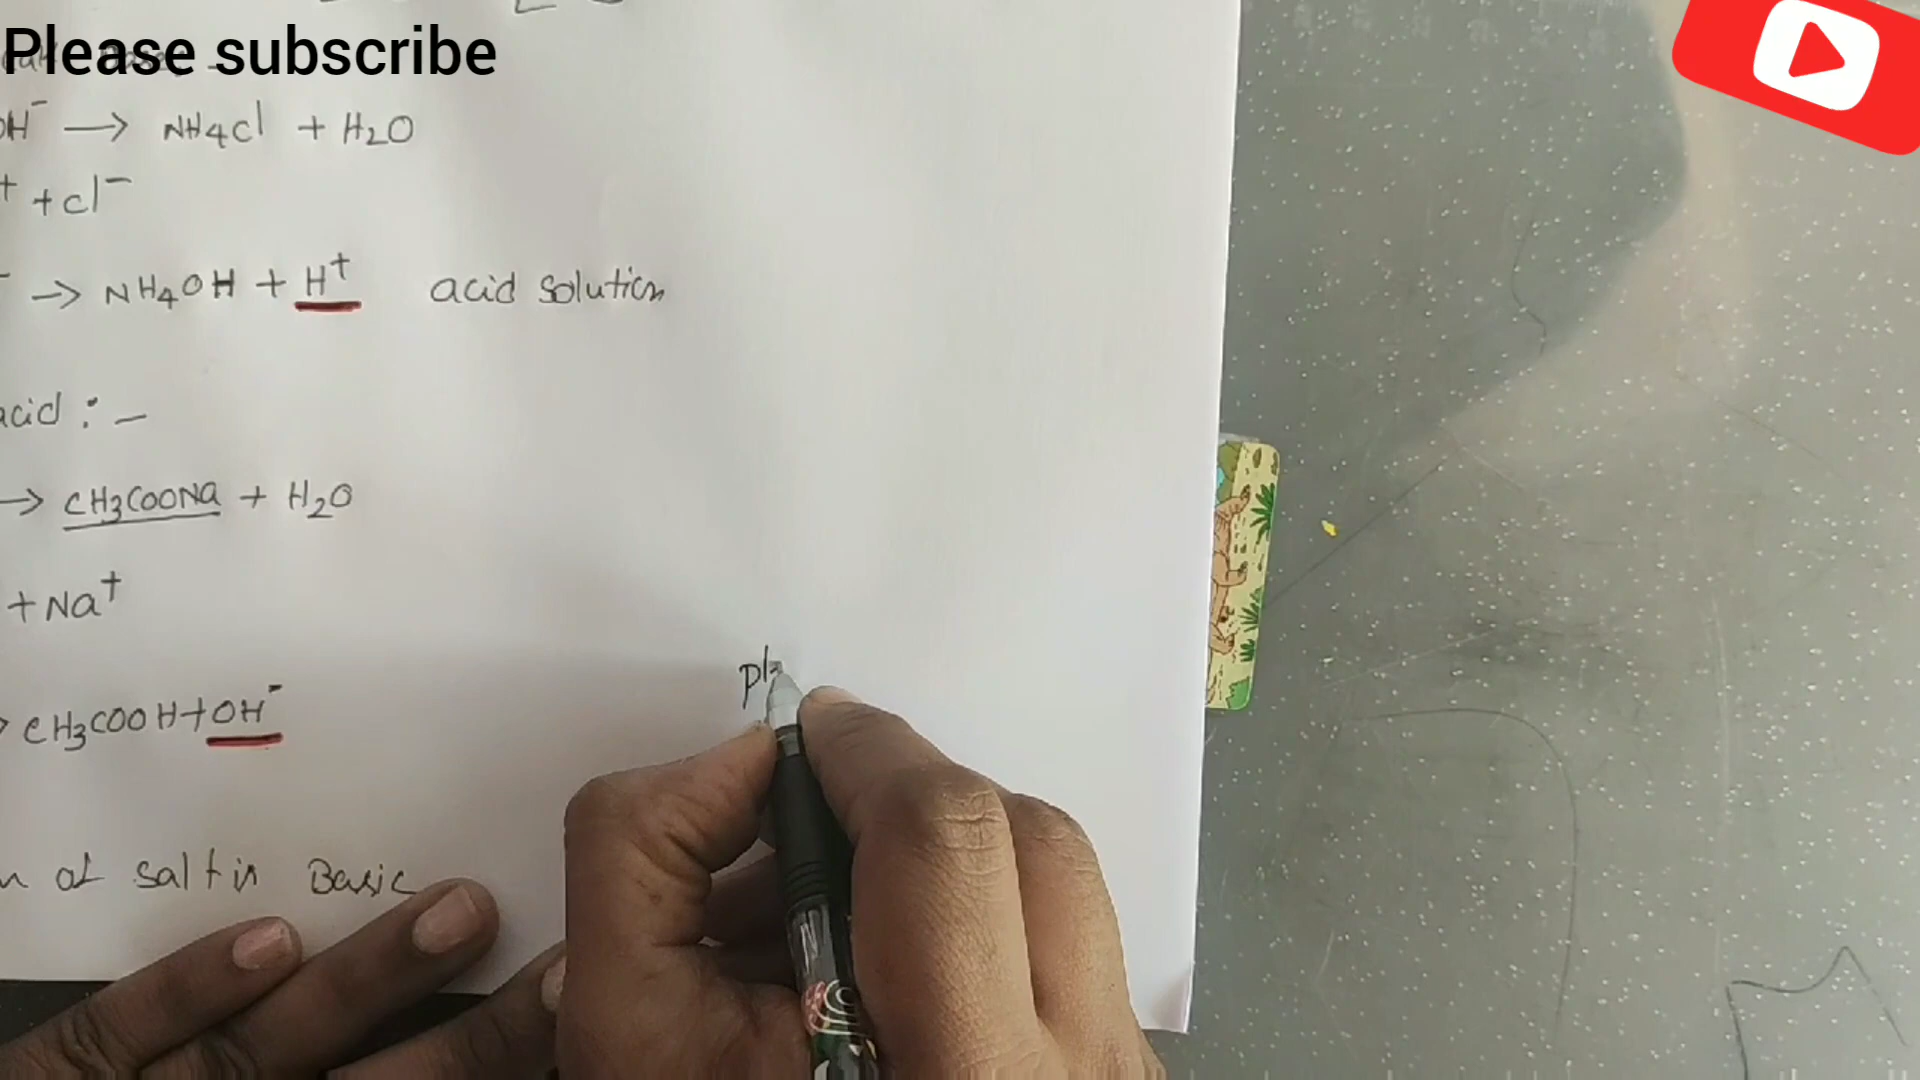 Please subscribe
OH⁻ → NH4Cl + H2O
+ + Cl⁻
→ NH4OH + H⁺ acid solution
acid : –
→ CH3COONa + H2O
+ Na⁺
CH3COOH + OH⁻
of salt in Basic